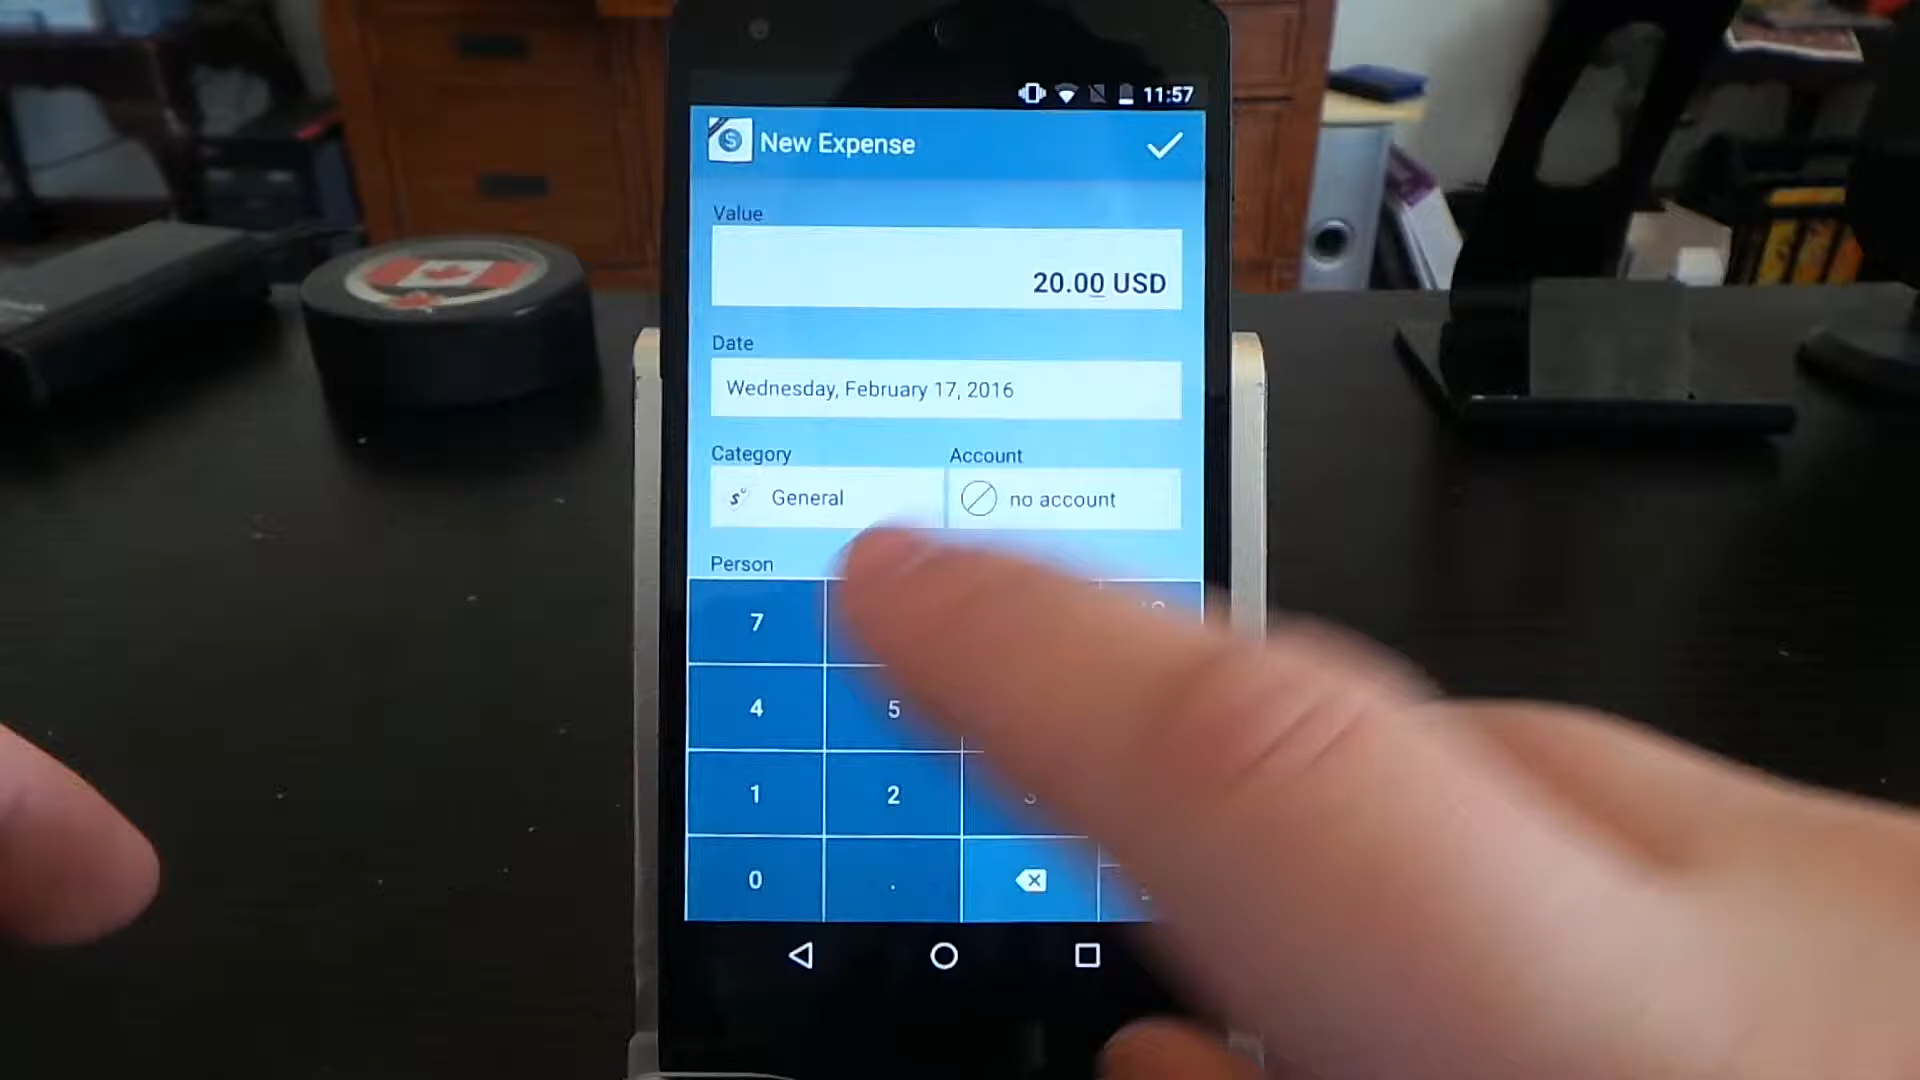 11:57
$ New Expense
Value
20.00 USD
Date
Wednesday, February 17, 2016
Category Account
General no account
Person
7
4 5
1 2 3
0 .